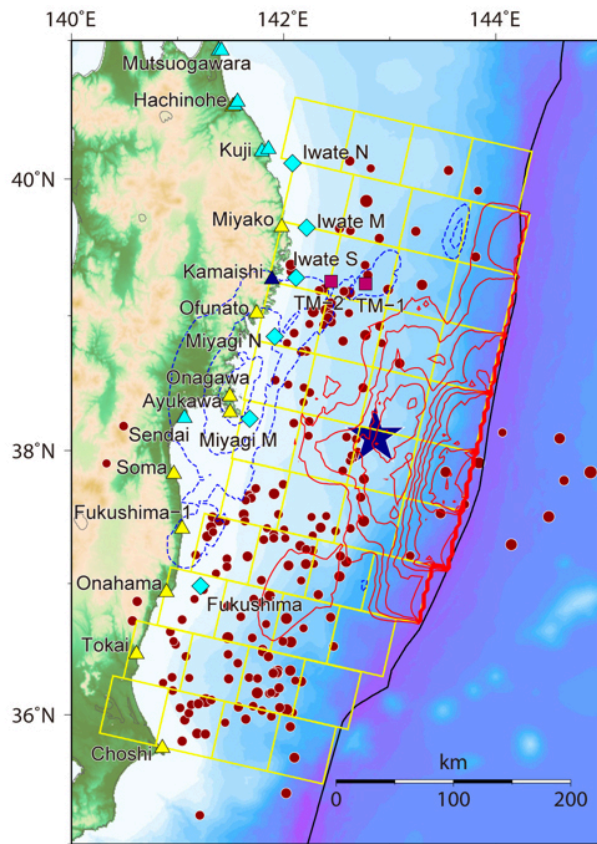 140°E 142°E 144°E
Mutsuogawara
Hachinohe
Kuji
Iwate N
40°N
Miyako
Iwate M
Kamaishi
Iwate S
TM-2
TM-1
Ofunato
Miyagi N
Onagawa
Ayukawa
Sendai
Miyagi M
38°N
Soma
Fukushima-1
Onahama
Fukushima
Tokai
36°N
Choshi
km
0 100 200